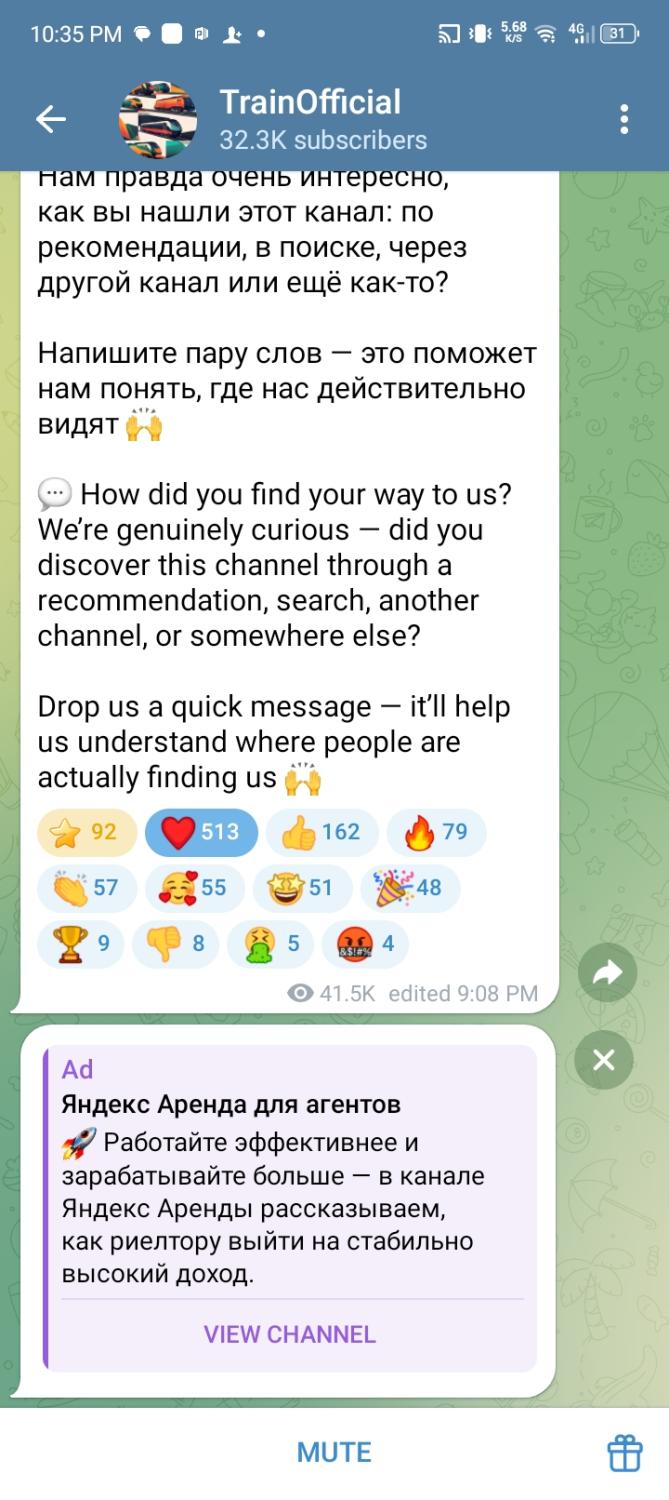 10:35 PM
5.68
K/S
4G
31
TrainOfficial
32.3K subscribers
Нам правда очень интересно,
как вы нашли этот канал: по
рекомендации, в поиске, через
другой канал или ещё как-то?
Напишите пару слов — это поможет
нам понять, где нас действительно
видят 🙌
💬 How did you find your way to us?
We’re genuinely curious — did you
discover this channel through a
recommendation, search, another
channel, or somewhere else?
Drop us a quick message — it’ll help
us understand where people are
actually finding us 🙌
⭐ 92 ❤️ 513 👍 162 🔥 79
👏 57 🥰 55 🤩 51 🎉 48
🏆 9 👎 8 🤮 5 🤬 4
41.5K edited 9:08 PM
Ad
Яндекс Аренда для агентов
🚀 Работайте эффективнее и
зарабатывайте больше — в канале
Яндекс Аренды рассказываем,
как риелтору выйти на стабильно
высокий доход.
VIEW CHANNEL
MUTE